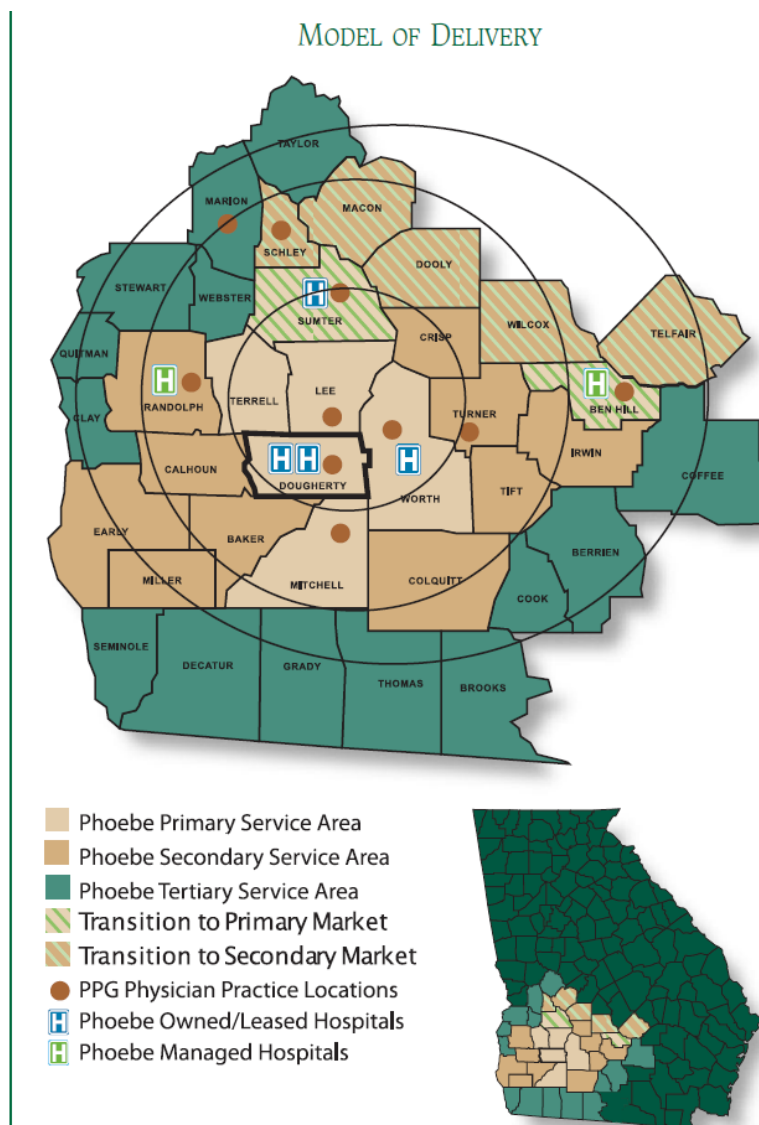 MODEL OF DELIVERY
TAYLOR
MARION
MACON
SCHLEY
DOOLY
STEWART
WEBSTER
SUMTER
WILCOX
TELFAIR
CRISP
QUITMAN
LEE
BEN HILL
RANDOLPH
TERRELL
TURNER
CLAY
IRWIN
CALHOUN
COFFEE
DOUGHERTY
WORTH
TIFT
EARLY
BAKER
BERRIEN
MILLER
MITCHELL
COLQUITT
COOK
SEMINOLE
DECATUR
GRADY
THOMAS
BROOKS
H
H
H
H H
H
Phoebe Primary Service Area
Phoebe Secondary Service Area
Phoebe Tertiary Service Area
Transition to Primary Market
Transition to Secondary Market
PPG Physician Practice Locations
H Phoebe Owned/Leased Hospitals
H Phoebe Managed Hospitals